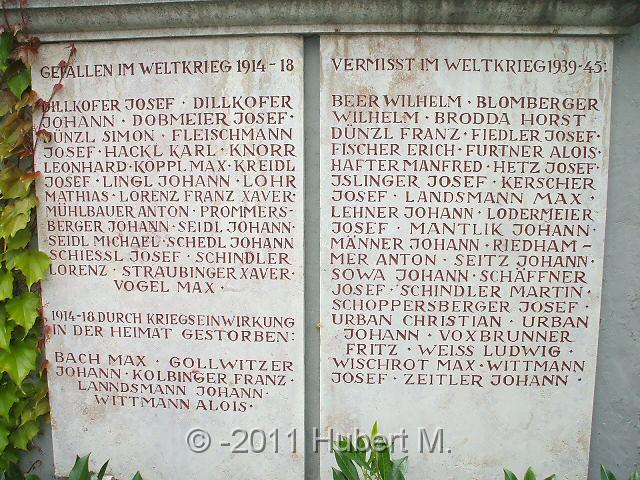 GEFALLEN IM WELTKRIEG 1914-18
DILLKOFER JOSEF · DILLKOFER
JOHANN · DOBMEIER JOSEF ·
DÜNZL SIMON · FLEISCHMANN
JOSEF · HACKL KARL · KNORR
LEONHARD · KÖPPL MAX · KREIDL
JOSEF · LINGL JOHANN · LOHR
MATHIAS · LORENZ FRANZ XAVER
MÜHLBAUER ANTON · PROMMERS-
BERGER JOHANN · SEIDL JOHANN ·
SEIDL MICHAEL · SCHEDL JOHANN
SCHIESSL JOSEF · SCHINDLER
LORENZ · STRAUBINGER XAVER ·
VOGEL MAX ·
1914-18 DURCH KRIEGSEINWIRKUNG
IN DER HEIMAT GESTORBEN:
BACH MAX · GOLLWITZER
JOHANN · KOLBINGER FRANZ ·
LANNDSMANN JOHANN ·
WITTMANN ALOIS ·
VERMISST IM WELTKRIEG 1939-45:
BEER WILHELM · BLOMBERGER
WILHELM · BRODDA HORST
DÜNZL FRANZ · FIEDLER JOSEF ·
FISCHER ERICH · FURTNER ALOIS ·
HAFTER MANFRED · HETZ JOSEF
ISLINGER JOSEF · KERSCHER
JOSEF · LANDSMANN MAX ·
LEHNER JOHANN · LODERMEIER
JOSEF · MANTLIK JOHANN ·
MÄNNER JOHANN · RIEDHAM-
MER ANTON · SEITZ JOHANN ·
SOWA JOHANN · SCHÄFFNER
JOSEF · SCHINDLER MARTIN ·
SCHOPPERSBERGER JOSEF ·
URBAN CHRISTIAN · URBAN
JOHANN · VOXBRUNNER
FRITZ · WEISS LUDWIG ·
WISCHROT MAX · WITTMANN
JOSEF · ZEITLER JOHANN ·
© -2011 Hubert M.